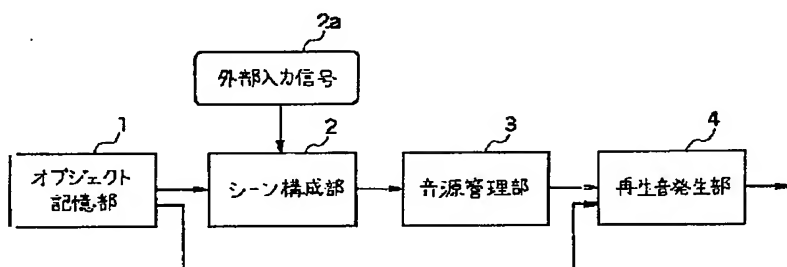 2a
外部入力信号
1
2
3
4
オブジェクト
記憶部
シーン構成部
音源管理部
再生音発生部